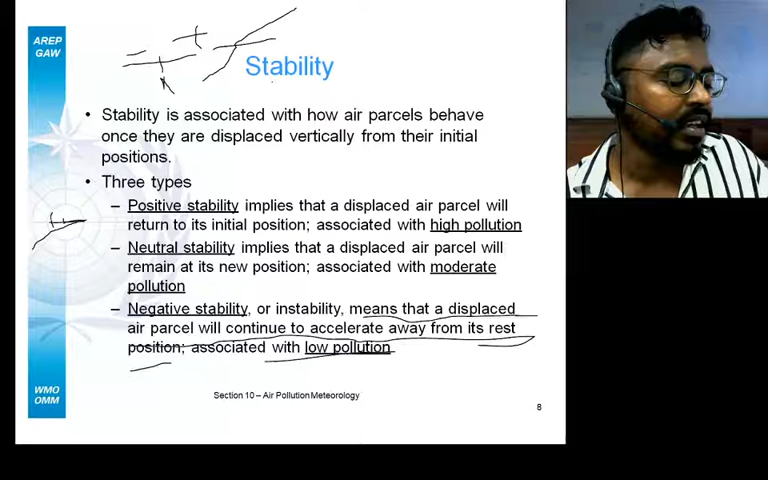 AREP
GAW
Stability
• Stability is associated with how air parcels behave
once they are displaced vertically from their initial
positions.
• Three types
– Positive stability implies that a displaced air parcel will
return to its initial position; associated with high pollution
– Neutral stability implies that a displaced air parcel will
remain at its new position; associated with moderate
pollution
– Negative stability, or instability, means that a displaced
air parcel will continue to accelerate away from its rest
position; associated with low pollution
WMO
OMM
Section 10 – Air Pollution Meteorology
8